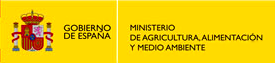 GOBIERNO
DE ESPAÑA
MINISTERIO
DE AGRICULTURA, ALIMENTACIÓN
Y MEDIO AMBIENTE